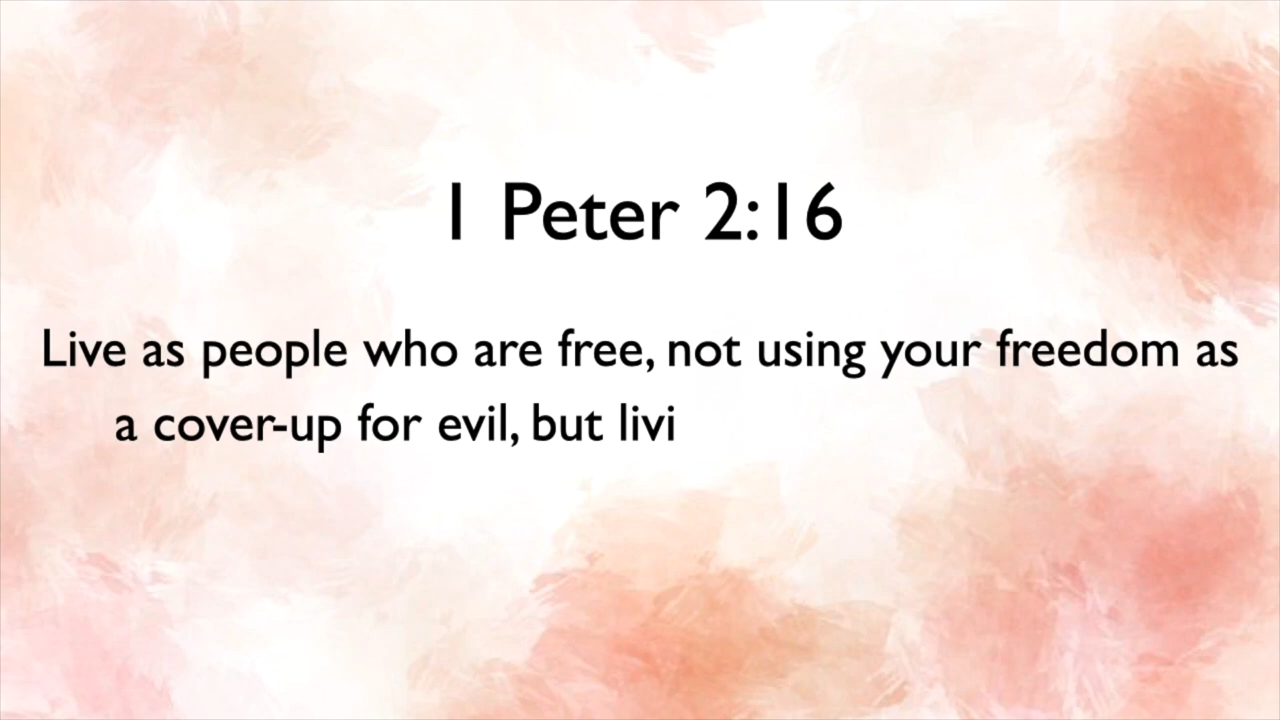 1 Peter 2:16
Live as people who are free, not using your freedom as
a cover-up for evil, but livi